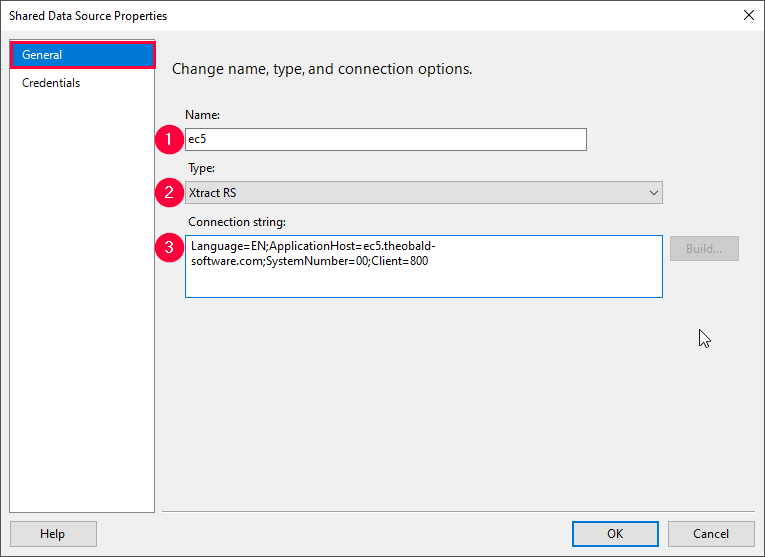 Shared Data Source Properties
General
Credentials
Change name, type, and connection options.
Name:
1
ec5
Type:
2
Xtract RS
Connection string:
3
Language=EN;ApplicationHost=ec5.theobald-
software.com;SystemNumber=00;Client=800
Build...
Help
OK
Cancel